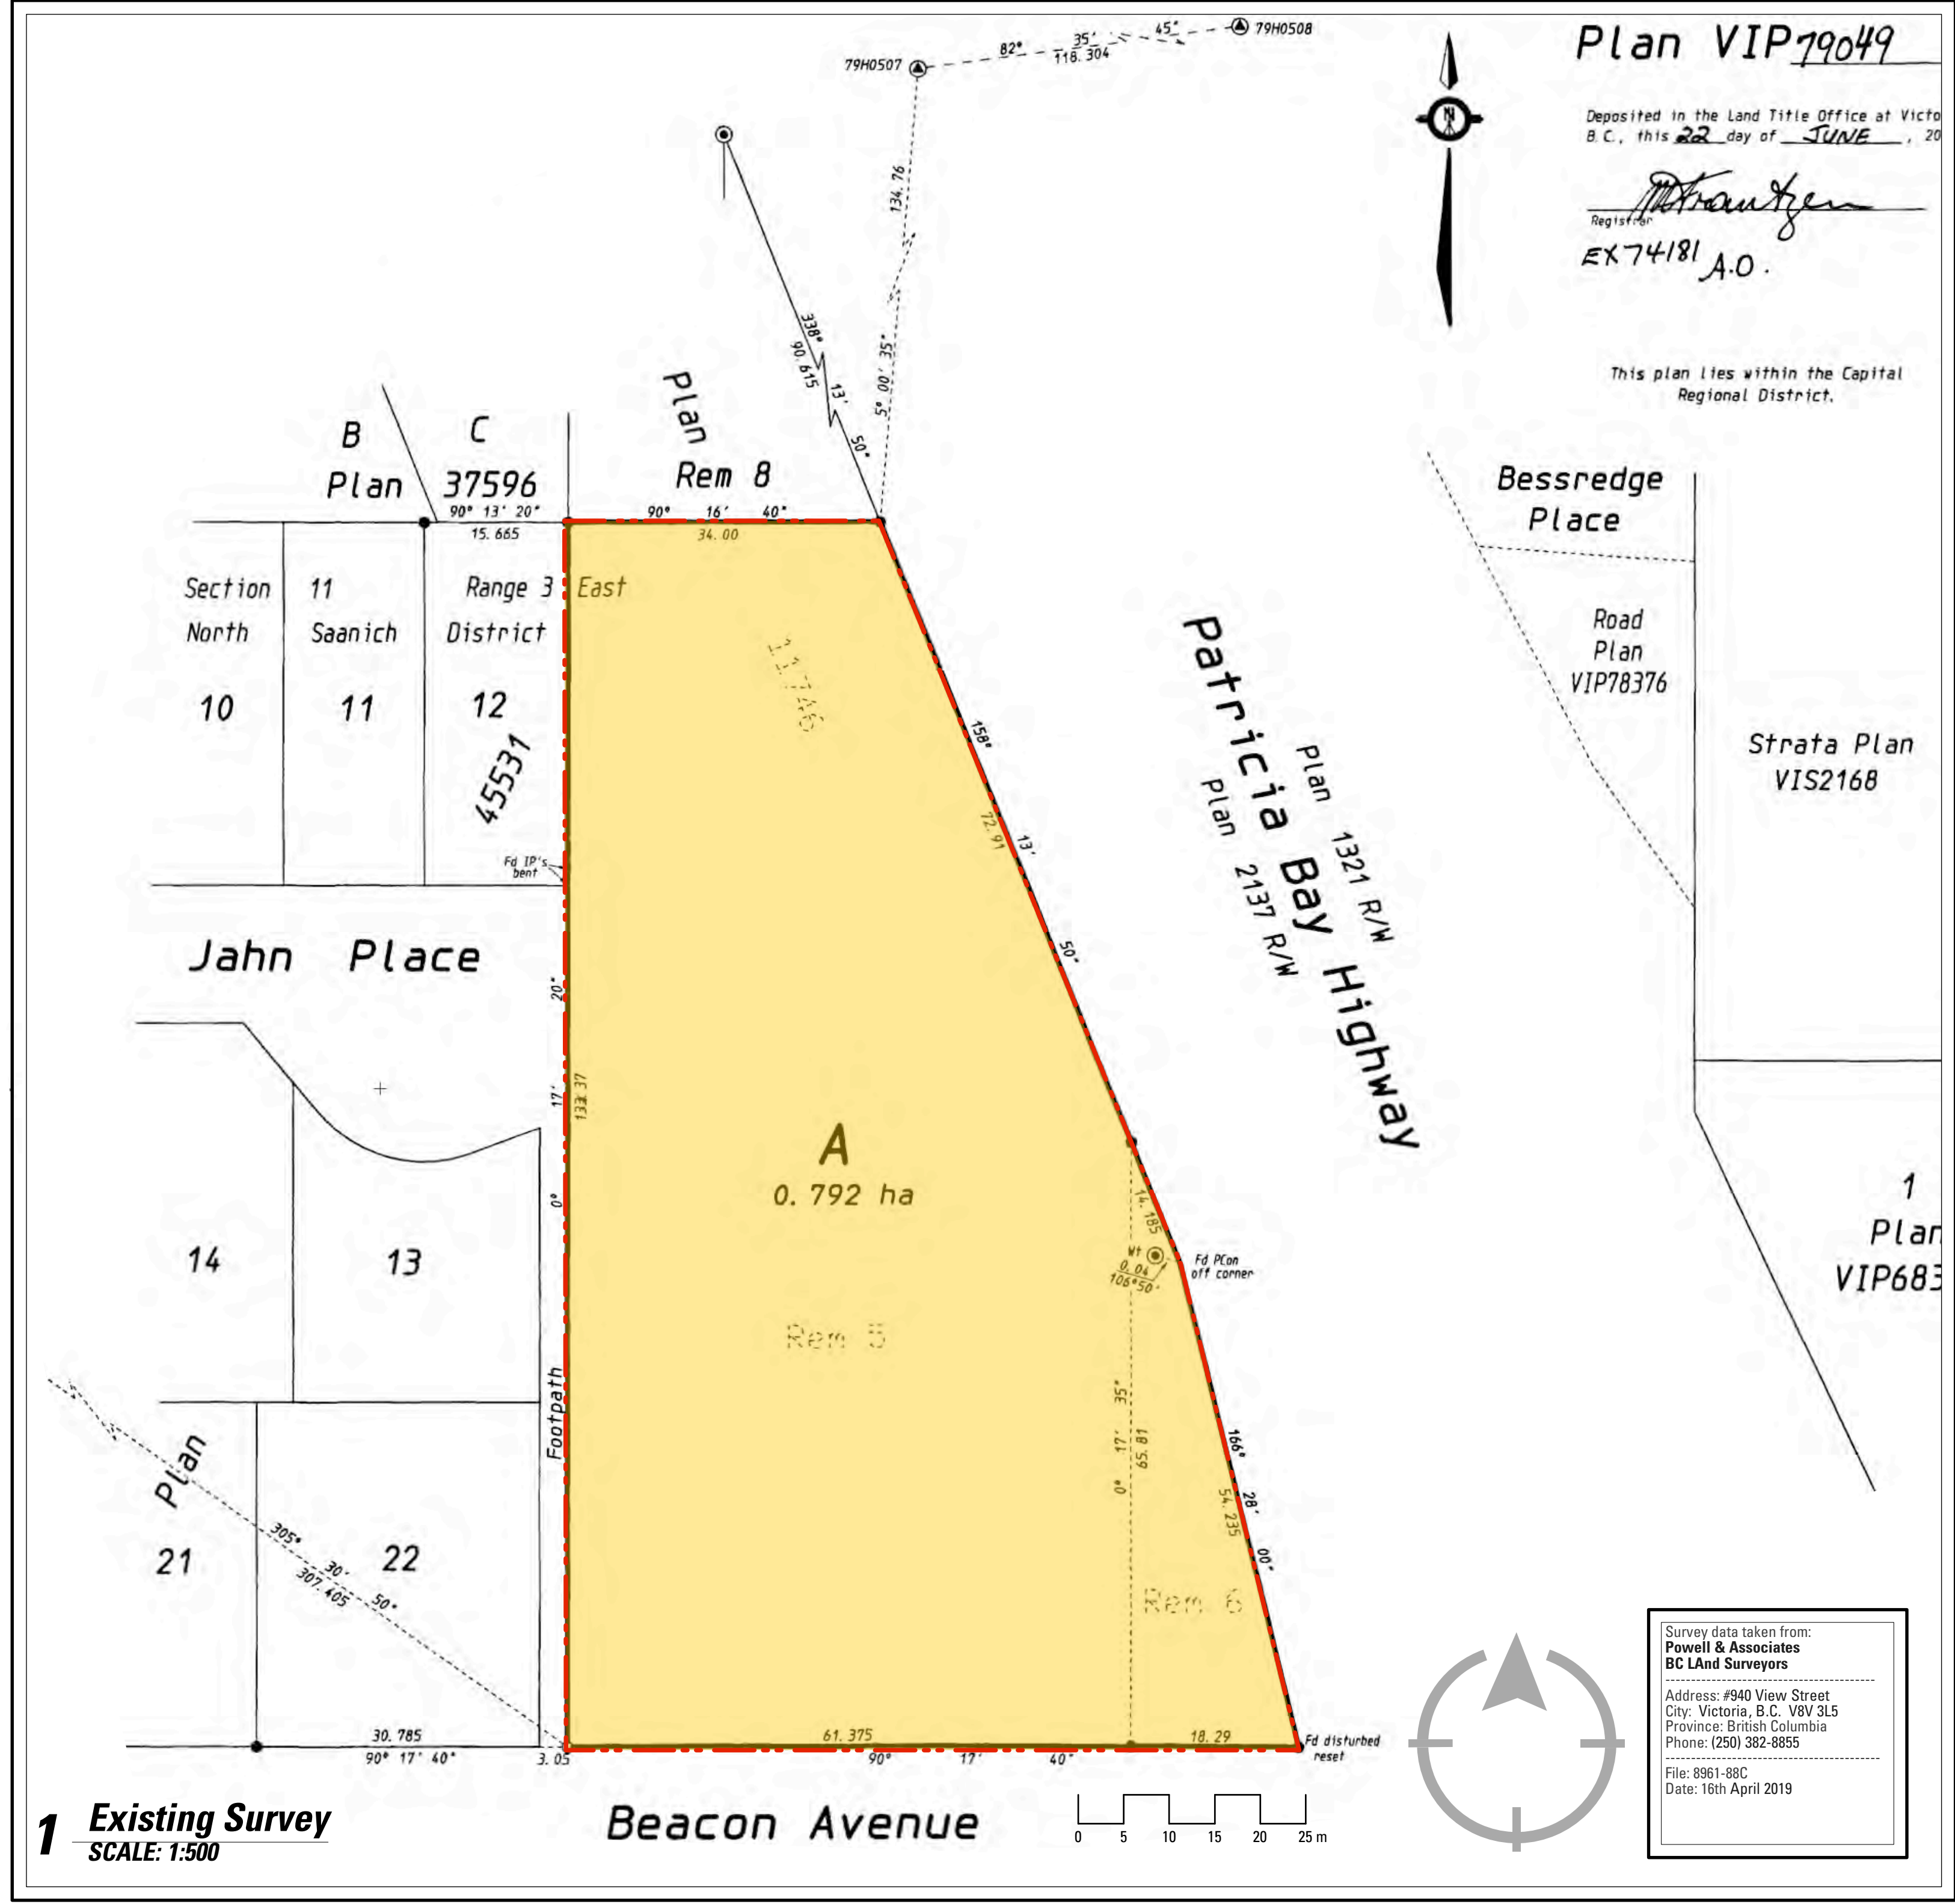 79H0507
82° 35' 45"
118.304
79H0508
Plan VIP79049
Deposited in the Land Title Office at Victo
B.C., this 22 day of JUNE, 20
Registrar
EX74181 A.O.
This plan lies within the Capital
Regional District.
134.76
5° 00' 35"
338° 13' 50"
90.615
B
C
Plan 37596
90° 13' 20"
15.665
Plan
Rem 8
90° 16' 40"
34.00
Section 11 Range 3 East
North Saanich District
10
11
12
45531
11746
Fd IP's
bent
Jahn Place
158° 13' 50"
72.91
Patricia Bay Highway
Plan 1321 R/W
Plan 2137 R/W
Bessredge
Place
Road
Plan
VIP78376
Strata Plan
VIS2168
0° 17' 20"
A
0.792 ha
14.185
Wt
0.04
106°50'
Fd PCon
off corner
1
Plan
VIP683
14
13
Rem 5
Footpath
0° 17' 35"
65.81
166° 28' 00"
54.235
Plan
305° 30' 50"
307.405
21
22
Rem 6
30.785
90° 17' 40"
3.05
61.375
18.29
90° 17' 40"
Fd disturbed
reset
Beacon Avenue
0 5 10 15 20 25 m
1 Existing Survey
SCALE: 1:500
Survey data taken from:
Powell & Associates
BC LAnd Surveyors
Address: #940 View Street
City: Victoria, B.C. V8V 3L5
Province: British Columbia
Phone: (250) 382-8855
File: 8961-88C
Date: 16th April 2019